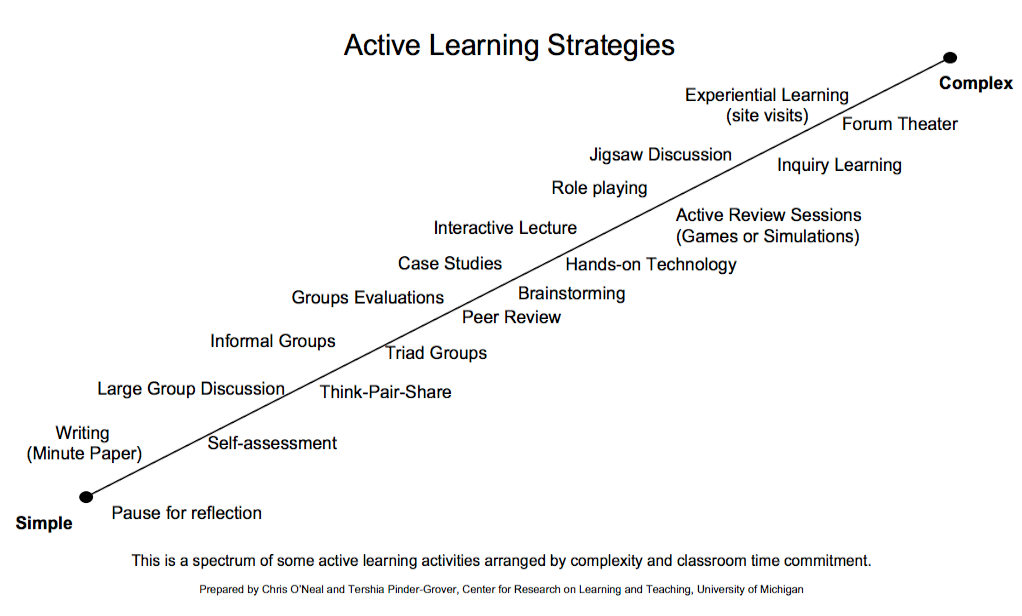 Active Learning Strategies
Complex
Experiential Learning
(site visits)
Forum Theater
Jigsaw Discussion
Inquiry Learning
Role playing
Active Review Sessions
(Games or Simulations)
Interactive Lecture
Case Studies
Hands-on Technology
Groups Evaluations
Brainstorming
Peer Review
Informal Groups
Triad Groups
Large Group Discussion
Think-Pair-Share
Writing
(Minute Paper)
Self-assessment
Simple
Pause for reflection
This is a spectrum of some active learning activities arranged by complexity and classroom time commitment.
Prepared by Chris O'Neal and Tershia Pinder-Grover, Center for Research on Learning and Teaching, University of Michigan